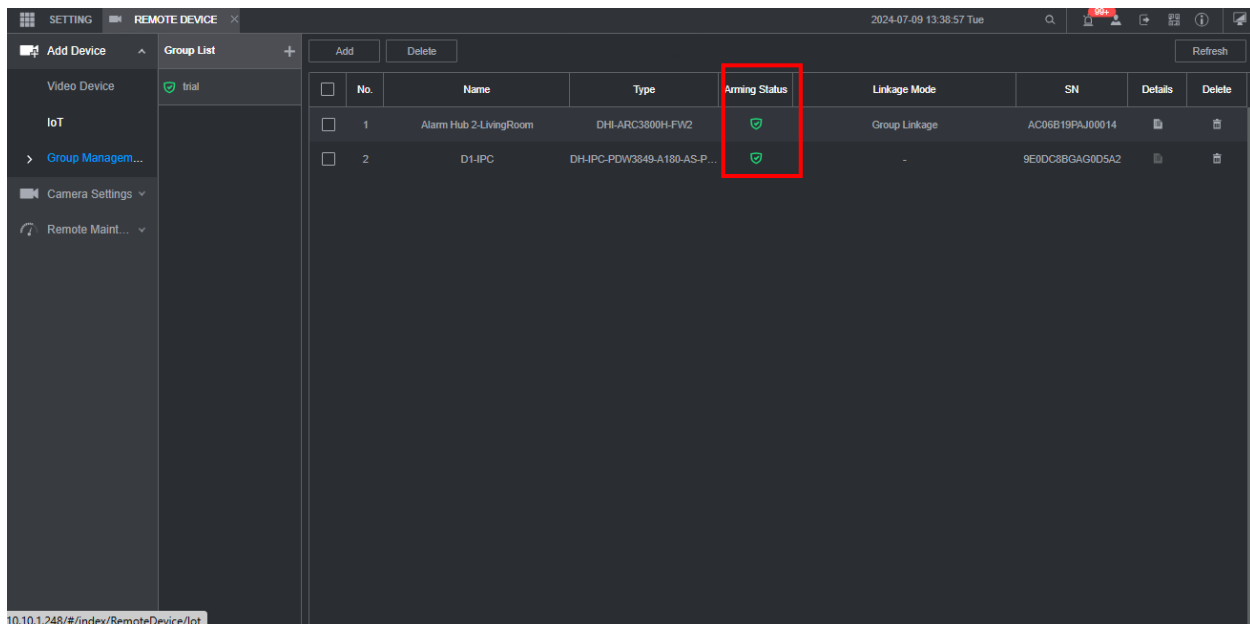 SETTING REMOTE DEVICE 2024-07-09 13:38:57 Tue 99+
Add Device Group List Add Delete Refresh
Video Device trial No. Name Type Arming Status Linkage Mode SN Details Delete
IoT 1 Alarm Hub 2-LivingRoom DHI-ARC3800H-FW2 Group Linkage AC06B19PAJ00014
Group Managem... 2 D1-IPC DH-IPC-PDW3849-A180-AS-P... - 9E0DC8BGAG0D5A2
Camera Settings
Remote Maint...
10.10.1.248/#/index/RemoteDevice/Iot